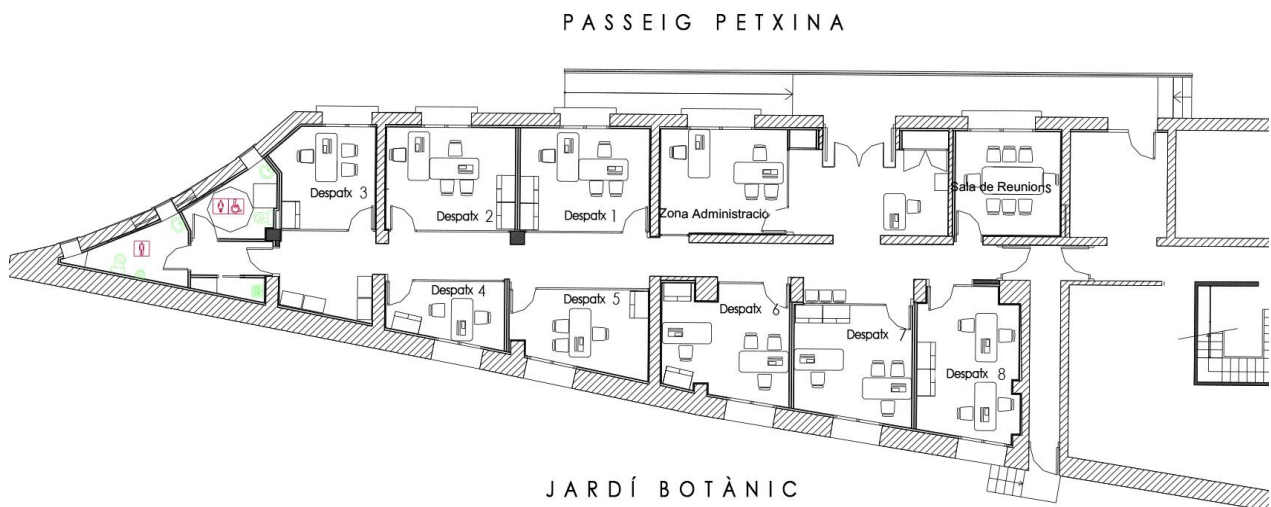 PASSEIG PETXINA
Despatx 3
Despatx 2
Despatx 1
Zona Administració
Sala de Reunions
Despatx 4
Despatx 5
Despatx 6
Despatx 7
Despatx 8
JARDÍ BOTÀNIC